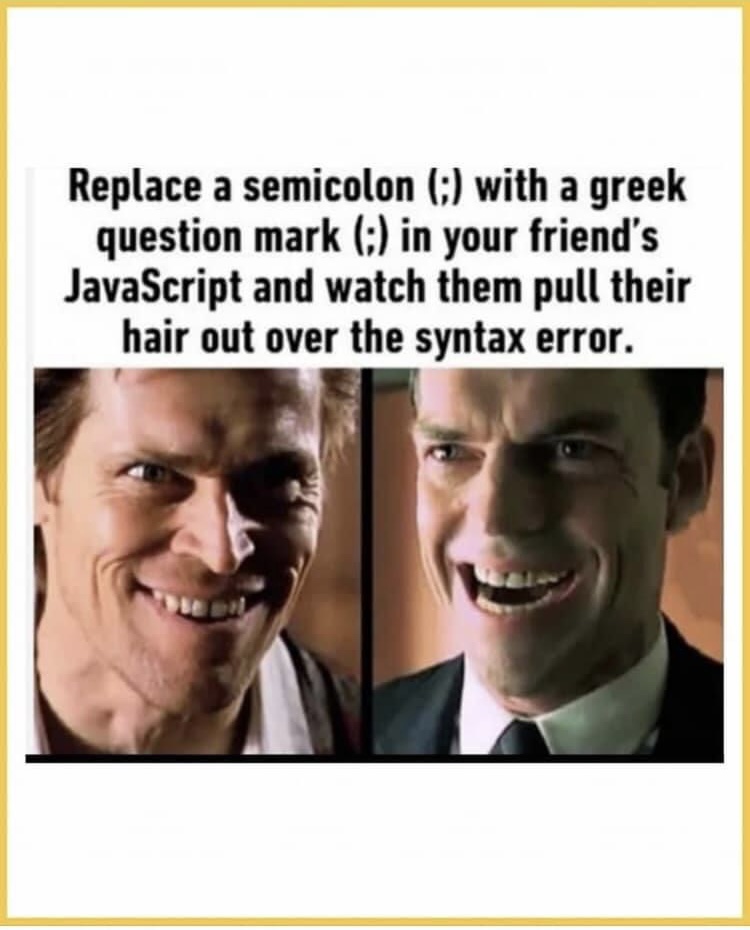 Replace a semicolon (;) with a greek
question mark (;) in your friend's
JavaScript and watch them pull their
hair out over the syntax error.